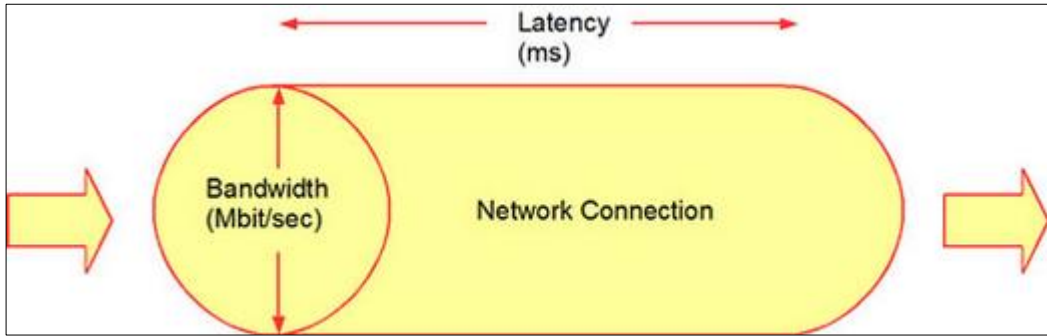 Latency
(ms)
Bandwidth
(Mbit/sec)
Network Connection